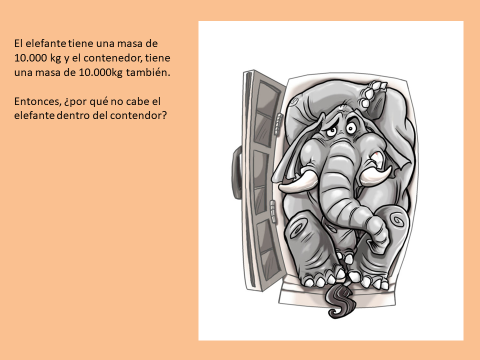 El elefante tiene una masa de
10.000 kg y el contenedor, tiene
una masa de 10.000kg también.
Entonces, ¿por qué no cabe el
elefante dentro del contendor?